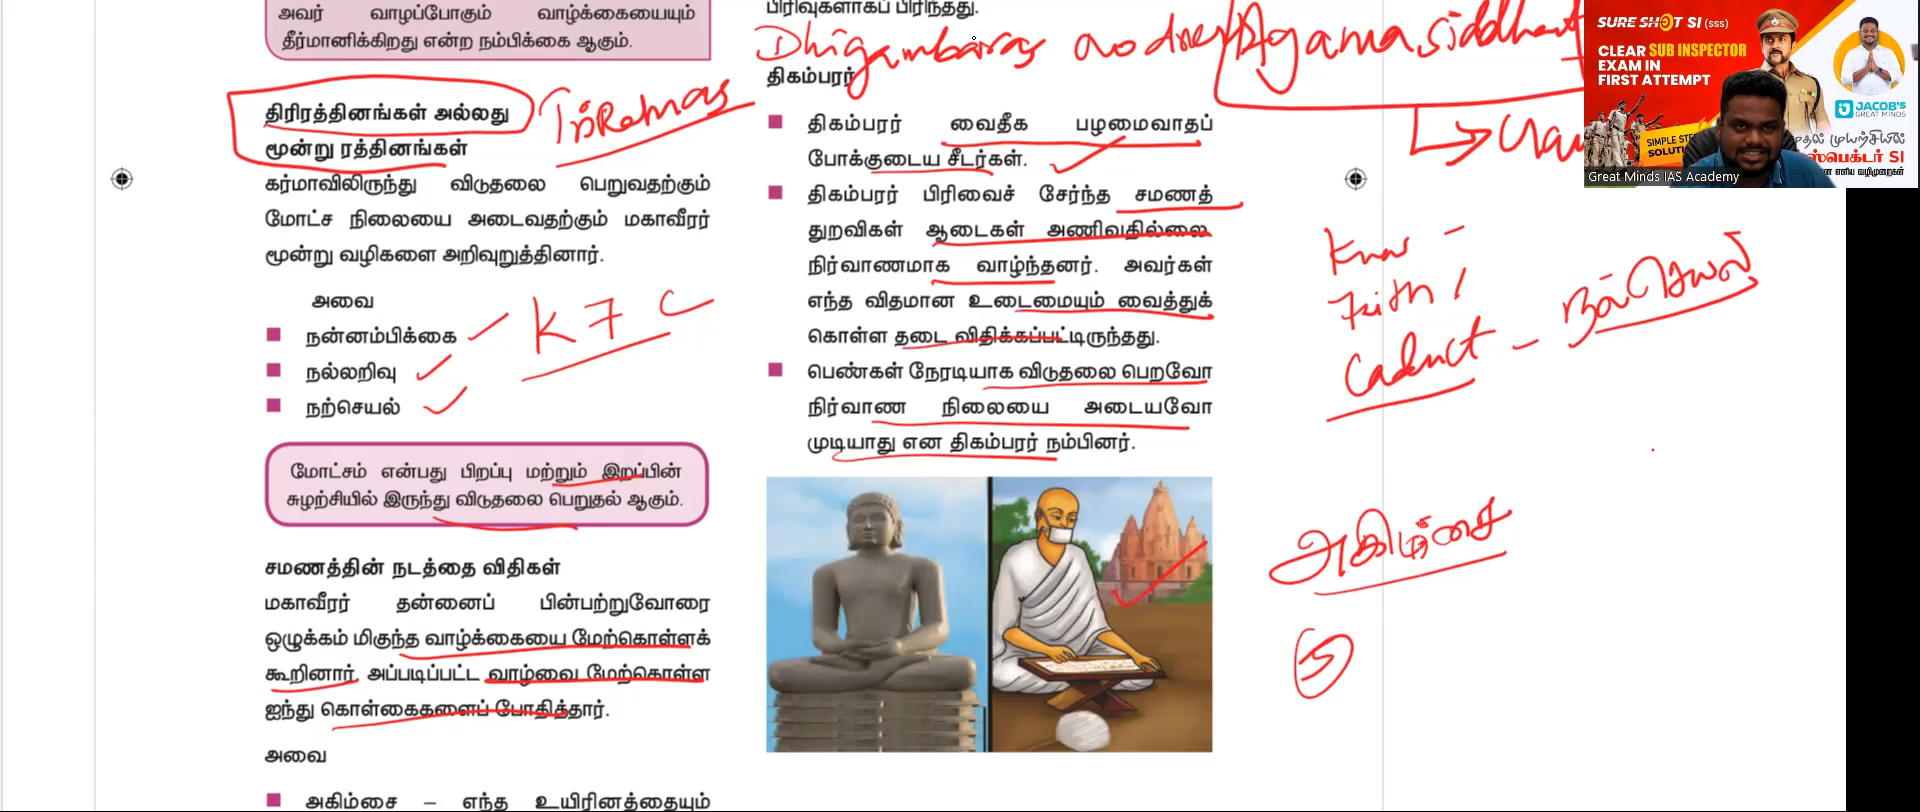 அவர் வாழப்போகும் வாழ்க்கையையும்
தீர்மானிக்கிறது என்ற நம்பிக்கை ஆகும்.
திரிரத்தினங்கள் அல்லது
மூன்று ரத்தினங்கள்
கர்மாவிலிருந்து விடுதலை பெறுவதற்கும்
மோட்ச நிலையை அடைவதற்கும் மகாவீரர்
மூன்று வழிகளை அறிவுறுத்தினார்.
அவை
நன்னம்பிக்கை
K F C
நல்லறிவு
நற்செயல்
மோட்சம் என்பது பிறப்பு மற்றும் இறப்பின்
சுழற்சியில் இருந்து விடுதலை பெறுதல் ஆகும்.
சமணத்தின் நடத்தை விதிகள்
மகாவீரர் தன்னைப் பின்பற்றுவோரை
ஒழுக்கம் மிகுந்த வாழ்க்கையை மேற்கொள்ளக்
கூறினார். அப்படிப்பட்ட வாழ்வை மேற்கொள்ள
ஐந்து கொள்கைகளைப் போதித்தார்.
அவை
அகிம்சை – எந்த உயிரினத்தையும்
பிரிவுகளாகப் பிரிந்தது.
திகம்பரர்
திகம்பரர் வைதீக பழமைவாதப்
போக்குடைய சீடர்கள்.
திகம்பரர் பிரிவைச் சேர்ந்த சமணத்
துறவிகள் ஆடைகள் அணிவதில்லை.
நிர்வாணமாக வாழ்ந்தனர். அவர்கள்
எந்த விதமான உடைமையும் வைத்துக்
கொள்ள தடை விதிக்கப்பட்டிருந்தது.
பெண்கள் நேரடியாக விடுதலை பெறவோ
நிர்வாண நிலையை அடையவோ
முடியாது என திகம்பரர் நம்பினர்.
நற்செயல்
அகிம்சை
5
SURE SHOT SI (SSS)
CLEAR SUB INSPECTOR
EXAM IN
FIRST ATTEMPT
JACOB's
GREAT MINDS
Great Minds IAS Academy